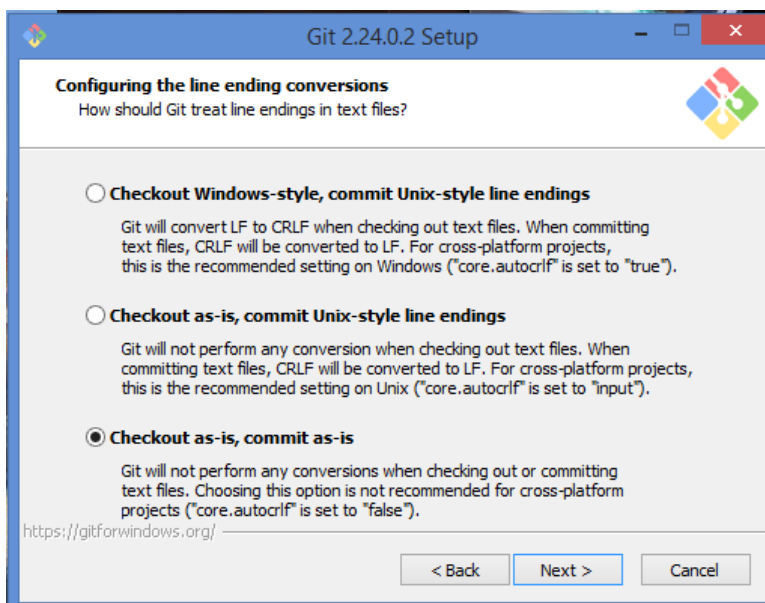 Git 2.24.0.2 Setup
Configuring the line ending conversions
How should Git treat line endings in text files?
Checkout Windows-style, commit Unix-style line endings
Git will convert LF to CRLF when checking out text files. When committing
text files, CRLF will be converted to LF. For cross-platform projects,
this is the recommended setting on Windows ("core.autocrlf" is set to "true").
Checkout as-is, commit Unix-style line endings
Git will not perform any conversion when checking out text files. When
committing text files, CRLF will be converted to LF. For cross-platform projects,
this is the recommended setting on Unix ("core.autocrlf" is set to "input").
Checkout as-is, commit as-is
Git will not perform any conversions when checking out or committing
text files. Choosing this option is not recommended for cross-platform
projects ("core.autocrlf" is set to "false").
https://gitforwindows.org/
< Back Next > Cancel